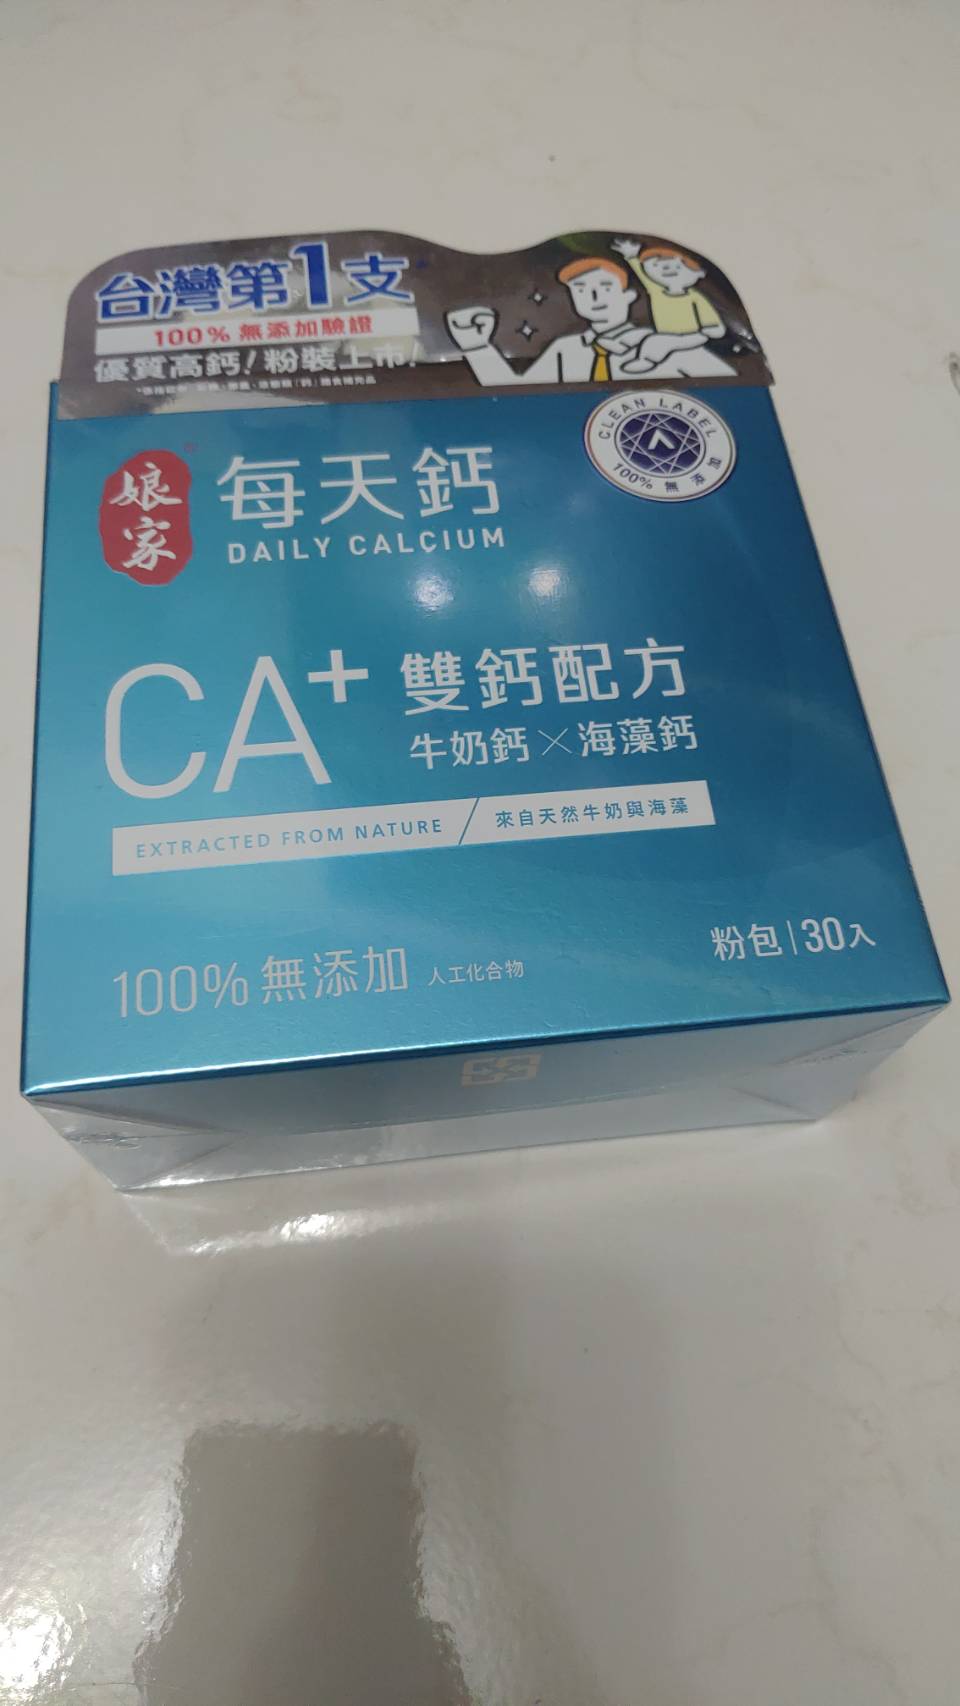 台灣第1支
100%無添加驗證
優質高鈣!粉裝上市!
CLEAN LABEL
100% 無添加
娘家
每天鈣
DAILY CALCIUM
CA+ 雙鈣配方
牛奶鈣×海藻鈣
EXTRACTED FROM NATURE / 來自天然牛奶與海藻
粉包|30入
100%無添加 人工化合物